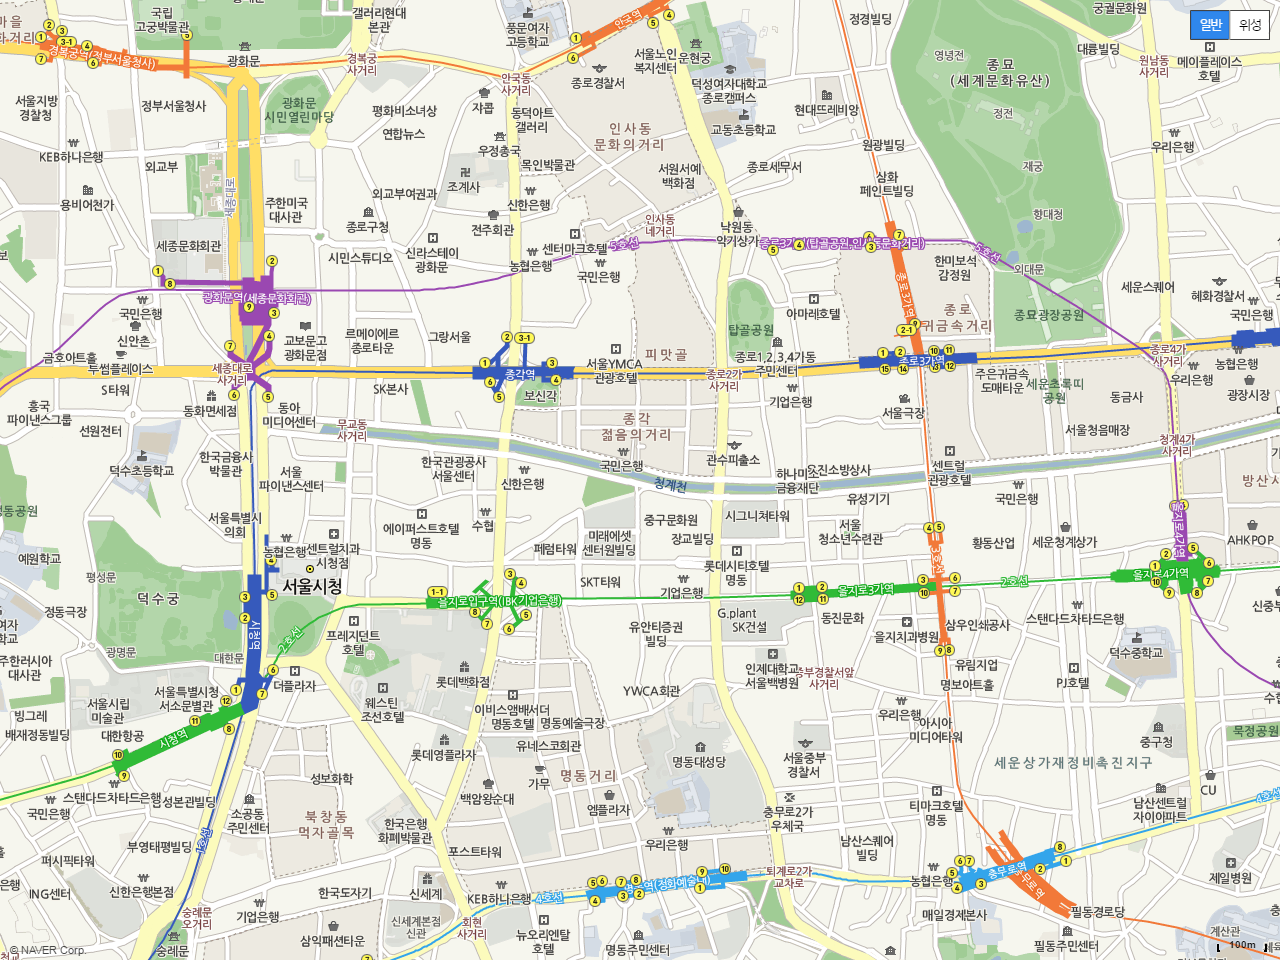 일반 위성
국립
고궁박물관
갤러리현대
본관
광화문
경복궁역(정부서울청사)
경복궁
사거리
풍문여자
고등학교
안국역
안국동
사거리
정경빌딩
궁궐문화원
영녕전
대룡빌딩
종묘
(세계문화유산)
원남동
사거리
메이플레이스
호텔
서울노인
복지센터
운현궁
덕성여자대학교
종로캠퍼스
종로경찰서
자콥
동덕아트
갤러리
인사동
문화의거리
교동초등학교
현대뜨레비앙
정전
서울지방
경찰청
정부서울청사
광화문
시민열린마당
평화비소녀상
연합뉴스
우정총국
목인박물관
원광빌딩
우리은행
KEB하나은행
외교부
용비어천가
세종대로
주한미국
대사관
외교부여권과
조계사
신한은행
서원서예
백화점
종로세무서
삼화
페인트빌딩
재궁
향대청
종로구청
전주회관
인사동
네거리
낙원동
악기상가
세종문화회관
시민스튜디오
신라스테이
광화문
농협은행
센터마크호텔
5호선
국민은행
종로3가역(탑골공원,인사동문화거리)
한미보석
감정원
5호선
외대문
세운스퀘어
혜화경찰서
국민은행
광화문역(세종문화회관)
국민은행
신안촌
금호아트홀
투썸플레이스
S타워
교보문고
광화문점
르메이에르
종로타운
그랑서울
종각역
서울YMCA
관광호텔
피맛골
탑골공원
아마레호텔
종로3가역
종로
귀금속거리
종묘광장공원
종로1,2,3,4가동
주민센터
종로3가역
종로4가
사거리
농협은행
우리은행
광장시장
세종대로
사거리
SK본사
보신각
종로2가
사거리
기업은행
주은귀금속
도매타운
세운초록띠
공원
동금사
흥국
파이낸스그룹
선원전터
동화면세점
동아
미디어센터
무교동
사거리
종각
젊음의거리
서울극장
서울청음매장
청계4가
사거리
덕수초등학교
한국금융사
박물관
서울
파이낸스센터
한국관광공사
서울센터
신한은행
국민은행
청계천
관수파출소
하나미소
금융재단
진소방상사
유성기기
센트럴
관광호텔
국민은행
서울특별시
의회
에이퍼스트호텔
명동
수협
페럼타워
미래에셋
센터원빌딩
중구문화원
장교빌딩
시그니쳐타워
서울
청소년수련관
황동산업
세운청계상가
을지로4가역
AHKPOP
예원학교
평성문
덕수궁
농협은행
센트럴치과
시청점
서울시청
SKT타워
기업은행
롯데시티호텔
명동
3호선
2호선
을지로입구역(IBK기업은행)
을지로3가역
을지로4가역
정동극장
광명문
시청역
2호선
프레지던트
호텔
유안타증권
빌딩
G.plant
SK건설
동진문화
을지치과병원
삼우인쇄공사
스탠다드차타드은행
덕수중학교
주한러시아
대사관
대한문
더플라자
롯데백화점
인제대학교
서울백병원
중부경찰서앞
사거리
유림지업
명보아트홀
PJ호텔
서울특별시청
서소문별관
서울시립
미술관
빙그레
배재정동빌딩
대한항공
웨스틴
조선호텔
이비스앰배서더
명동호텔
명동예술극장
YWCA회관
우리은행
아시아
미디어타워
시청역
롯데영플라자
유네스코회관
명동거리
가무
명동대성당
서울중부
경찰서
중구청
묵정공원
세운상가재정비촉진지구
CU
성보화학
스탠다드차타드은행
국민은행
소공동
주민센터
북창동
먹자골목
한국은행
화폐박물관
백암왕순대
엠플라자
충무로2가
우체국
티마크호텔
명동
남산센트럴
자이아파트
4호선
퍼시픽타워
부영태평빌딩
1호선
포스트타워
우리은행
남산스퀘어
빌딩
충무로역
ING센터
신한은행본점
한국도자기
신세계
KEB하나은행
4호선
퇴계로2가
교차로
농협은행
제일병원
숭례문
오거리
숭례문
기업은행
삼익패션타운
신세계본점
신관
회현
사거리
뉴오리엔탈
호텔
명동주민센터
매일경제본사
필동경로당
필동주민센터
계산관
100m
© NAVER Corp.